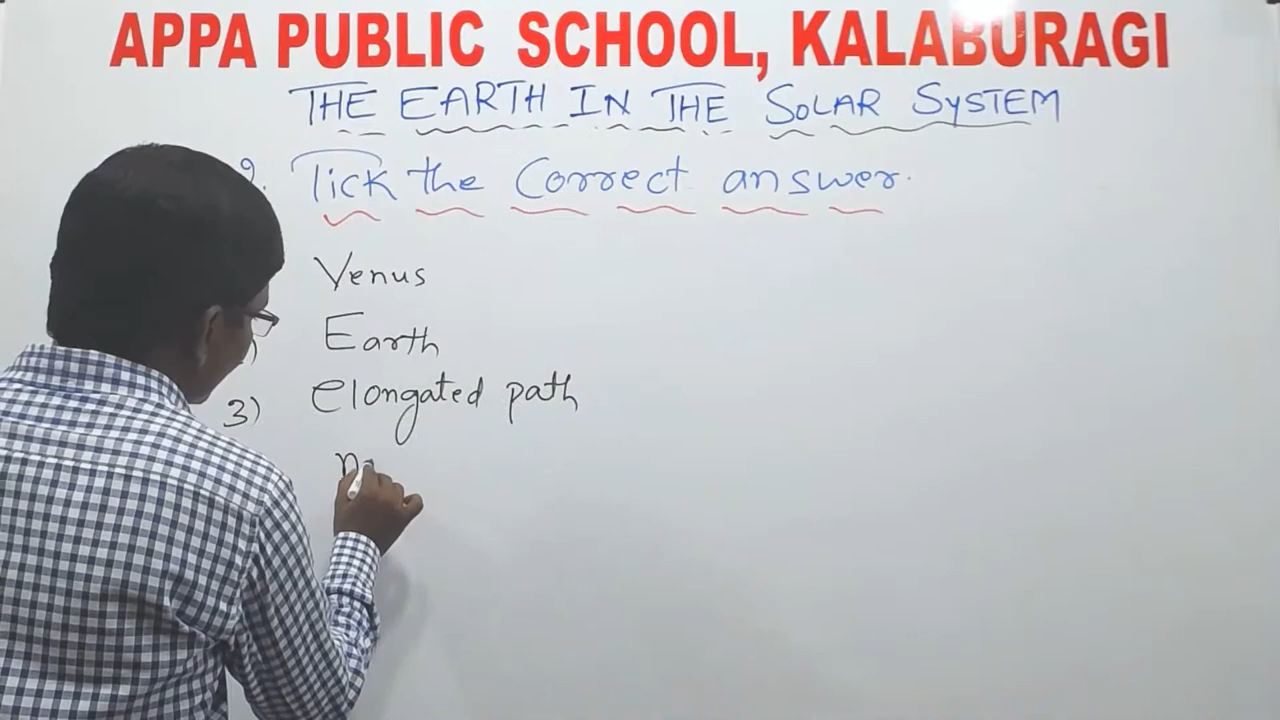 APPA PUBLIC SCHOOL, KALABURAGI
THE EARTH IN THE SOLAR SYSTEM
Tick the Correct answer.
Venus
Earth
3) Elongated path